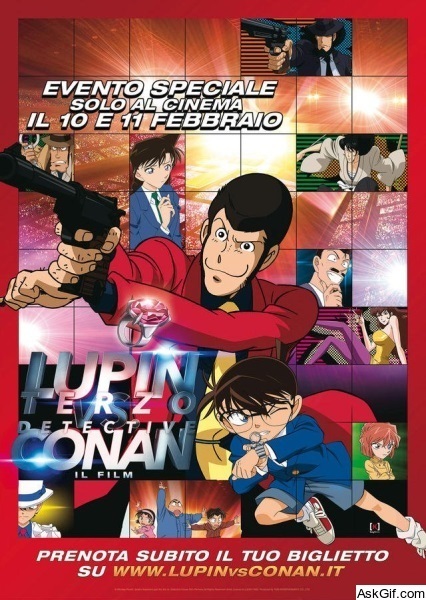 EVENTO SPECIALE
SOLO AL CINEMA
IL 10 E 11 FEBBRAIO
LUPIN
TERZO
VS
DETECTIVE
CONAN
IL FILM
PRENOTA SUBITO IL TUO BIGLIETTO
SU WWW.LUPINVSCONAN.IT
AskGif.com